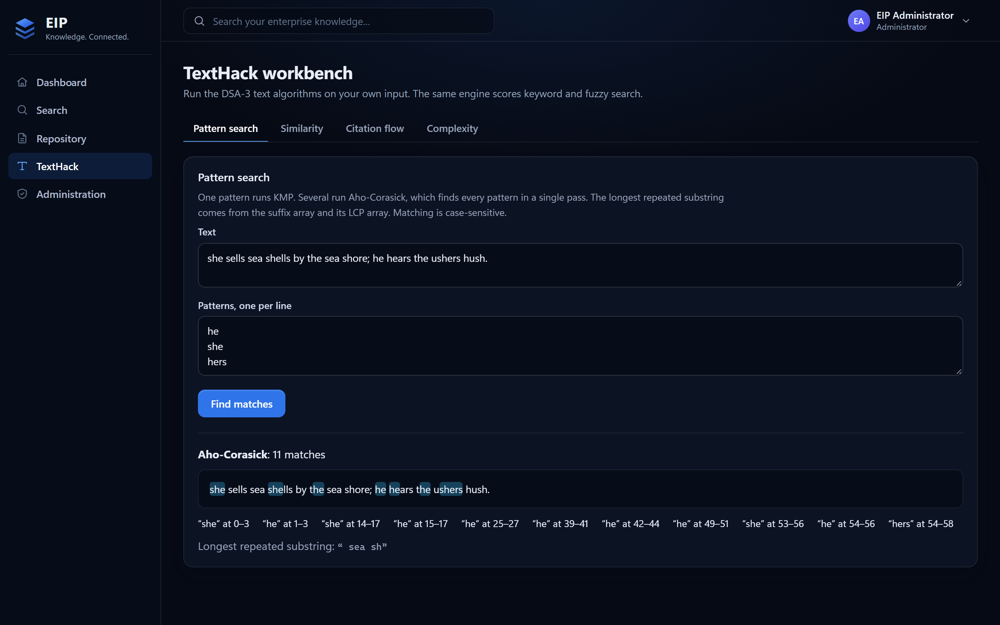 EIP
Knowledge. Connected.
Dashboard
Search
Repository
TextHack
Administration
Search your enterprise knowledge...
EA
EIP Administrator
Administrator
TextHack workbench
Run the DSA-3 text algorithms on your own input. The same engine scores keyword and fuzzy search.
Pattern search Similarity Citation flow Complexity
Pattern search
One pattern runs KMP. Several run Aho-Corasick, which finds every pattern in a single pass. The longest repeated substring
comes from the suffix array and its LCP array. Matching is case-sensitive.
Text
she sells sea shells by the sea shore; he hears the ushers hush.
Patterns, one per line
he
she
hers
Find matches
Aho-Corasick: 11 matches
she sells sea shells by the sea shore; he hears the ushers hush.
“she” at 0–3 “he” at 1–3 “she” at 14–17 “he” at 15–17 “he” at 25–27 “he” at 39–41 “he” at 42–44 “he” at 49–51 “she” at 53–56 “he” at 54–56 “hers” at 54–58
Longest repeated substring: “ sea sh”